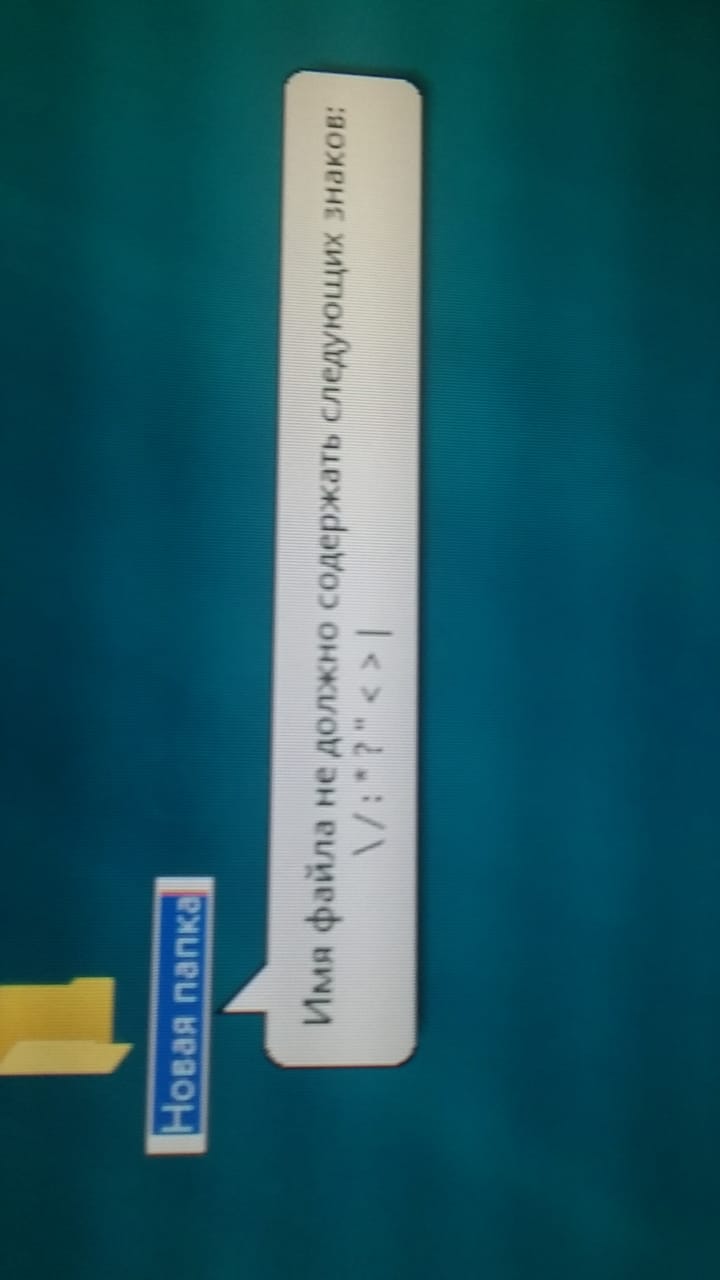 Новая папка
Имя файла не должно содержать следующих знаков:
\ / : * ? " < > |